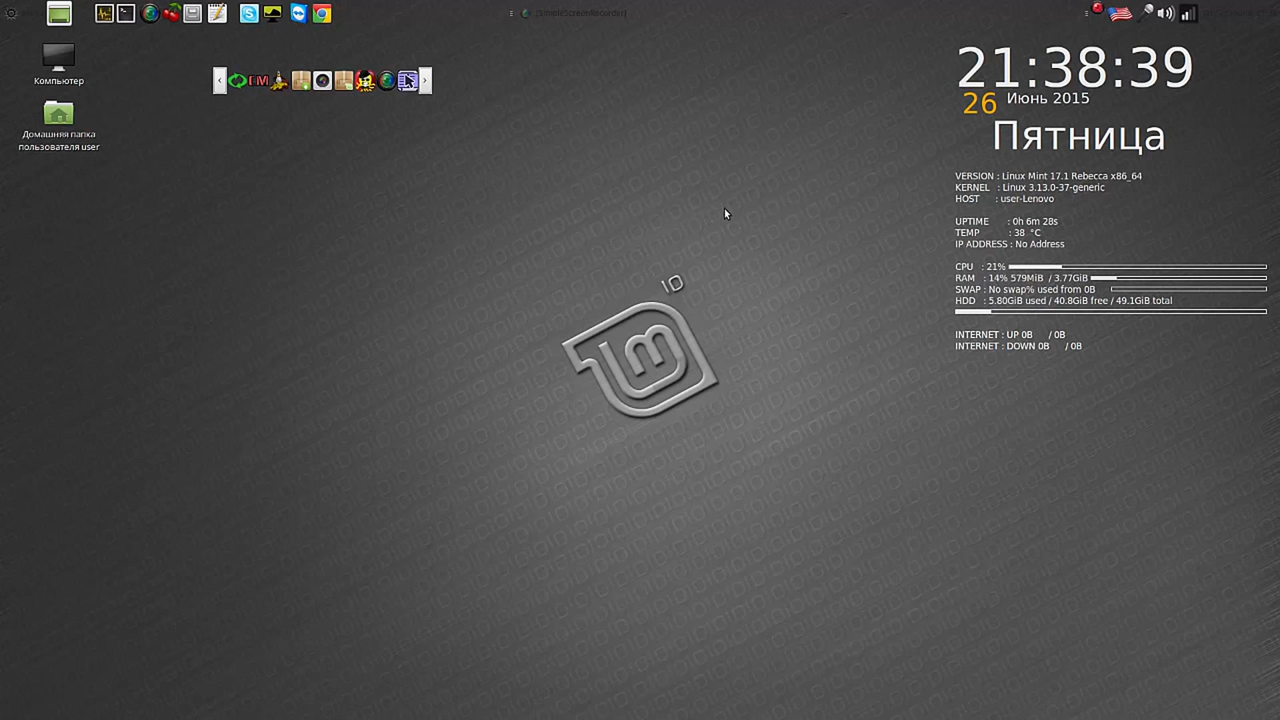 [SimpleScreenRecorder]
Компьютер
Домашняя папка
пользователя user
21:38:39
26 Июнь 2015
Пятница
VERSION : Linux Mint 17.1 Rebecca x86_64
KERNEL : Linux 3.13.0-37-generic
HOST : user-Lenovo
UPTIME : 0h 6m 28s
TEMP : 38 °C
IP ADDRESS : No Address
CPU : 21%
RAM : 14% 579MiB / 3.77GiB
SWAP : No swap% used from 0B
HDD : 5.80GiB used / 40.8GiB free / 49.1GiB total
INTERNET : UP 0B / 0B
INTERNET : DOWN 0B / 0B